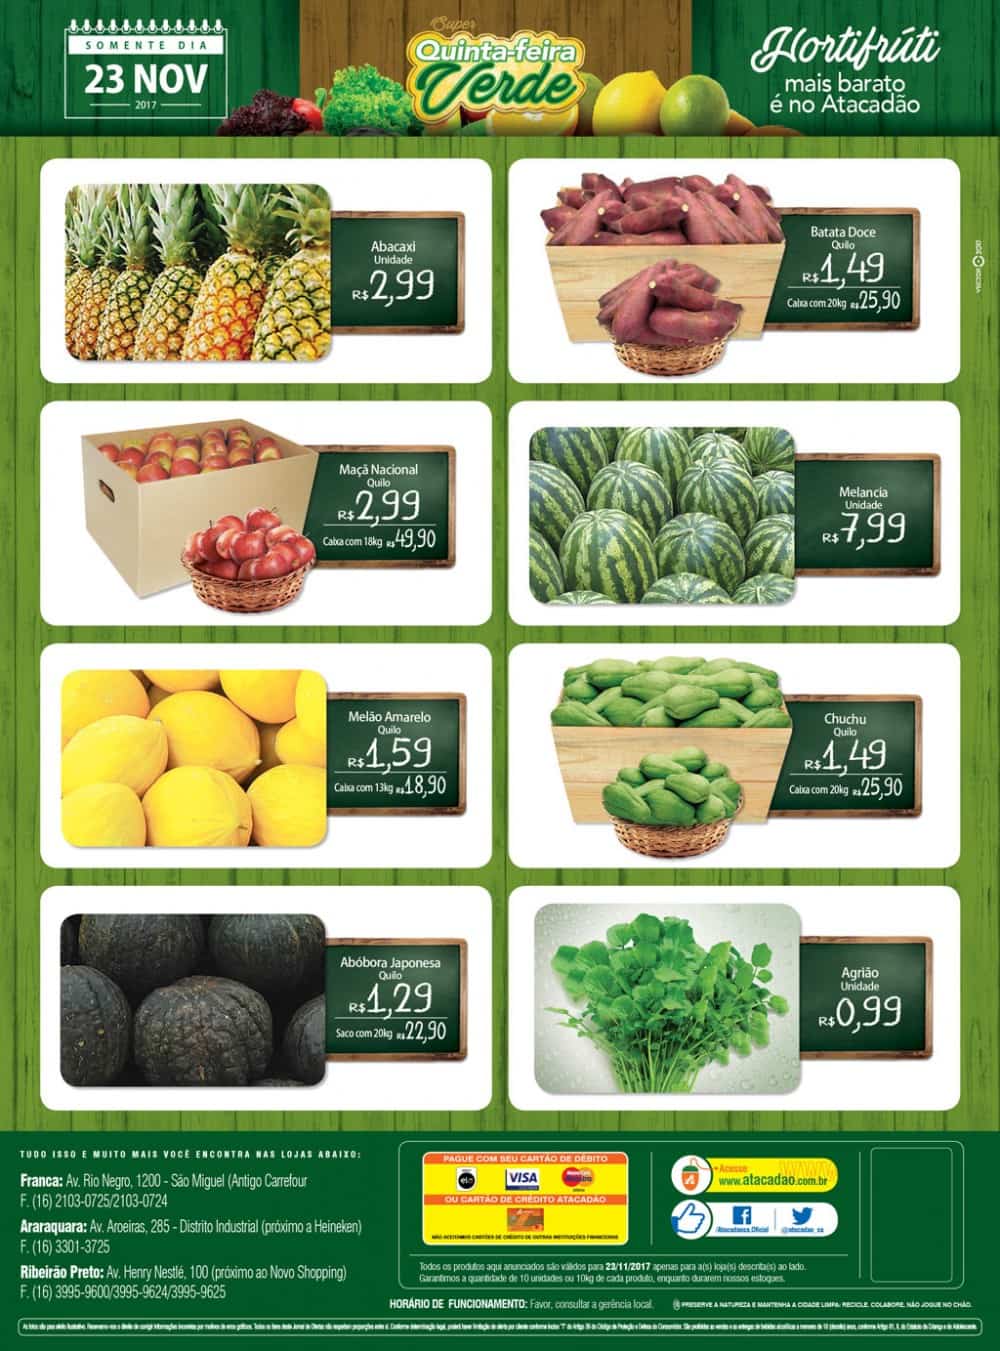 SOMENTE DIA
23 NOV
2017
Super
Quinta-feira
Verde
Hortifrúti
mais barato
é no Atacadão
Abacaxi
Unidade
R$2,99
Batata Doce
Quilo
R$1,49
Caixa com 20kg R$25,90
Maçã Nacional
Quilo
R$2,99
Caixa com 18kg R$49,90
Melancia
Unidade
R$7,99
Melão Amarelo
Quilo
R$1,59
Caixa com 13kg R$18,90
Chuchu
Quilo
R$1,49
Caixa com 20kg R$25,90
Abóbora Japonesa
Quilo
R$1,29
Saco com 20kg R$22,90
Agrião
Unidade
R$0,99
TUDO ISSO E MUITO MAIS VOCÊ ENCONTRA NAS LOJAS ABAIXO:
Franca: Av. Rio Negro, 1200 - São Miguel (Antigo Carrefour
F. (16) 2103-0725/2103-0724
Araraquara: Av. Aroeiras, 285 - Distrito Industrial (próximo a Heineken)
F. (16) 3301-3725
Ribeirão Preto: Av. Henry Nestlé, 100 (próximo ao Novo Shopping)
F. (16) 3995-9600/3995-9624/3995-9625
PAGUE COM SEU CARTÃO DE DÉBITO
elo VISA
OU CARTÃO DE CRÉDITO ATACADÃO
NÃO ACEITAMOS CARTÕES DE CRÉDITO DE OUTRAS INSTITUIÇÕES FINANCEIRAS
Acesse:
www.atacadao.com.br
/Atacadaosa.Oficial @atacadao_sa
Todos os produtos aqui anunciados são válidos para 23/11/2017 apenas para a(s) loja(s) descrita(s) ao lado.
Garantimos a quantidade de 10 unidades ou 10kg de cada produto, enquanto durarem nossos estoques.
HORÁRIO DE FUNCIONAMENTO: Favor, consultar a gerência local.
PRESERVE A NATUREZA E MANTENHA A CIDADE LIMPA: RECICLE. COLABORE. NÃO JOGUE NO CHÃO.